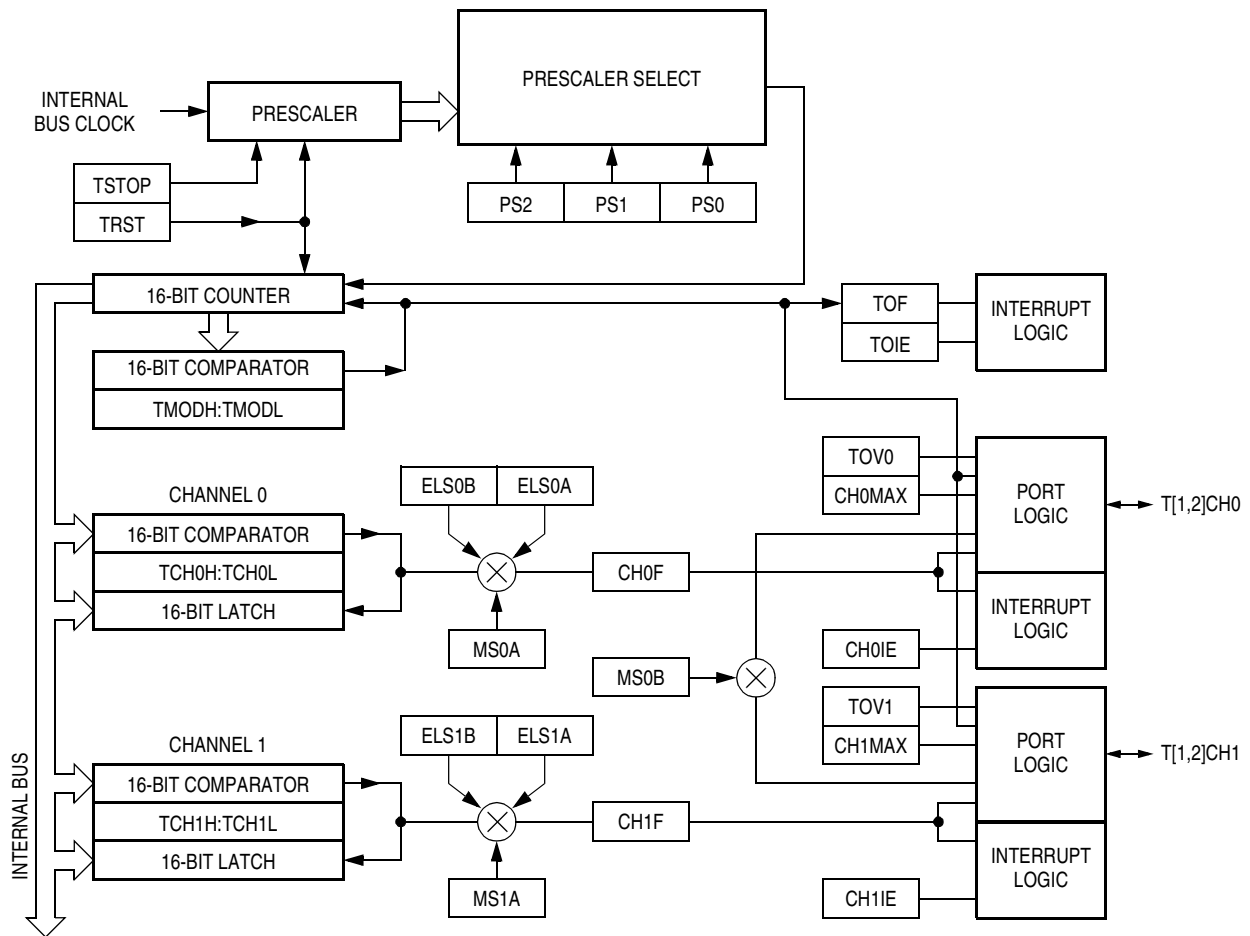 PRESCALER SELECT
INTERNAL
BUS CLOCK
PRESCALER
TSTOP
TRST
PS2
PS1
PS0
16-BIT COUNTER
TOF
TOIE
INTERRUPT
LOGIC
16-BIT COMPARATOR
TMODH:TMODL
TOV0
CH0MAX
PORT
LOGIC
T[1,2]CH0
ELS0B
ELS0A
CHANNEL 0
16-BIT COMPARATOR
TCH0H:TCH0L
16-BIT LATCH
CH0F
MS0A
INTERRUPT
LOGIC
CH0IE
MS0B
TOV1
CH1MAX
PORT
LOGIC
T[1,2]CH1
ELS1B
ELS1A
CHANNEL 1
16-BIT COMPARATOR
TCH1H:TCH1L
16-BIT LATCH
CH1F
MS1A
INTERRUPT
LOGIC
CH1IE
INTERNAL BUS